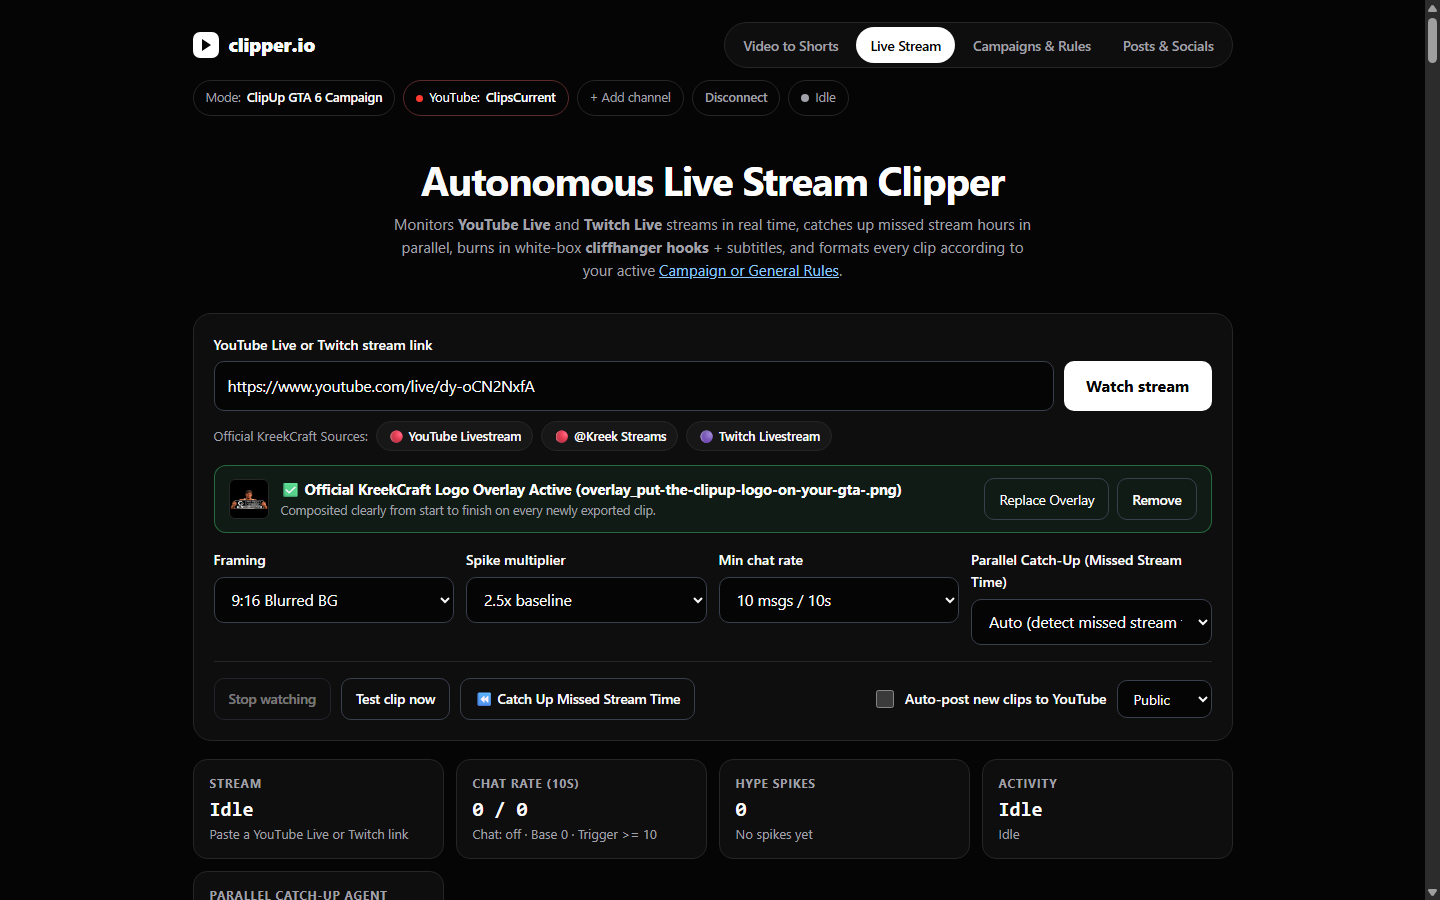 clipper.io
Video to Shorts
Live Stream
Campaigns & Rules
Posts & Socials
Mode: ClipUp GTA 6 Campaign
YouTube: ClipsCurrent
+ Add channel
Disconnect
Idle
Autonomous Live Stream Clipper
Monitors YouTube Live and Twitch Live streams in real time, catches up missed stream hours in
parallel, burns in white-box cliffhanger hooks + subtitles, and formats every clip according to
your active Campaign or General Rules.
YouTube Live or Twitch stream link
https://www.youtube.com/live/dy-oCN2NxfA
Watch stream
Official KreekCraft Sources:
YouTube Livestream
@Kreek Streams
Twitch Livestream
Official KreekCraft Logo Overlay Active (overlay_put-the-clipup-logo-on-your-gta-.png)
Composited clearly from start to finish on every newly exported clip.
Replace Overlay
Remove
Framing
9:16 Blurred BG
Spike multiplier
2.5x baseline
Min chat rate
10 msgs / 10s
Parallel Catch-Up (Missed Stream
Time)
Auto (detect missed stream
Stop watching
Test clip now
Catch Up Missed Stream Time
Auto-post new clips to YouTube
Public
STREAM
Idle
Paste a YouTube Live or Twitch link
CHAT RATE (10S)
0 / 0
Chat: off · Base 0 · Trigger >= 10
HYPE SPIKES
0
No spikes yet
ACTIVITY
Idle
Idle
PARALLEL CATCH-UP AGENT